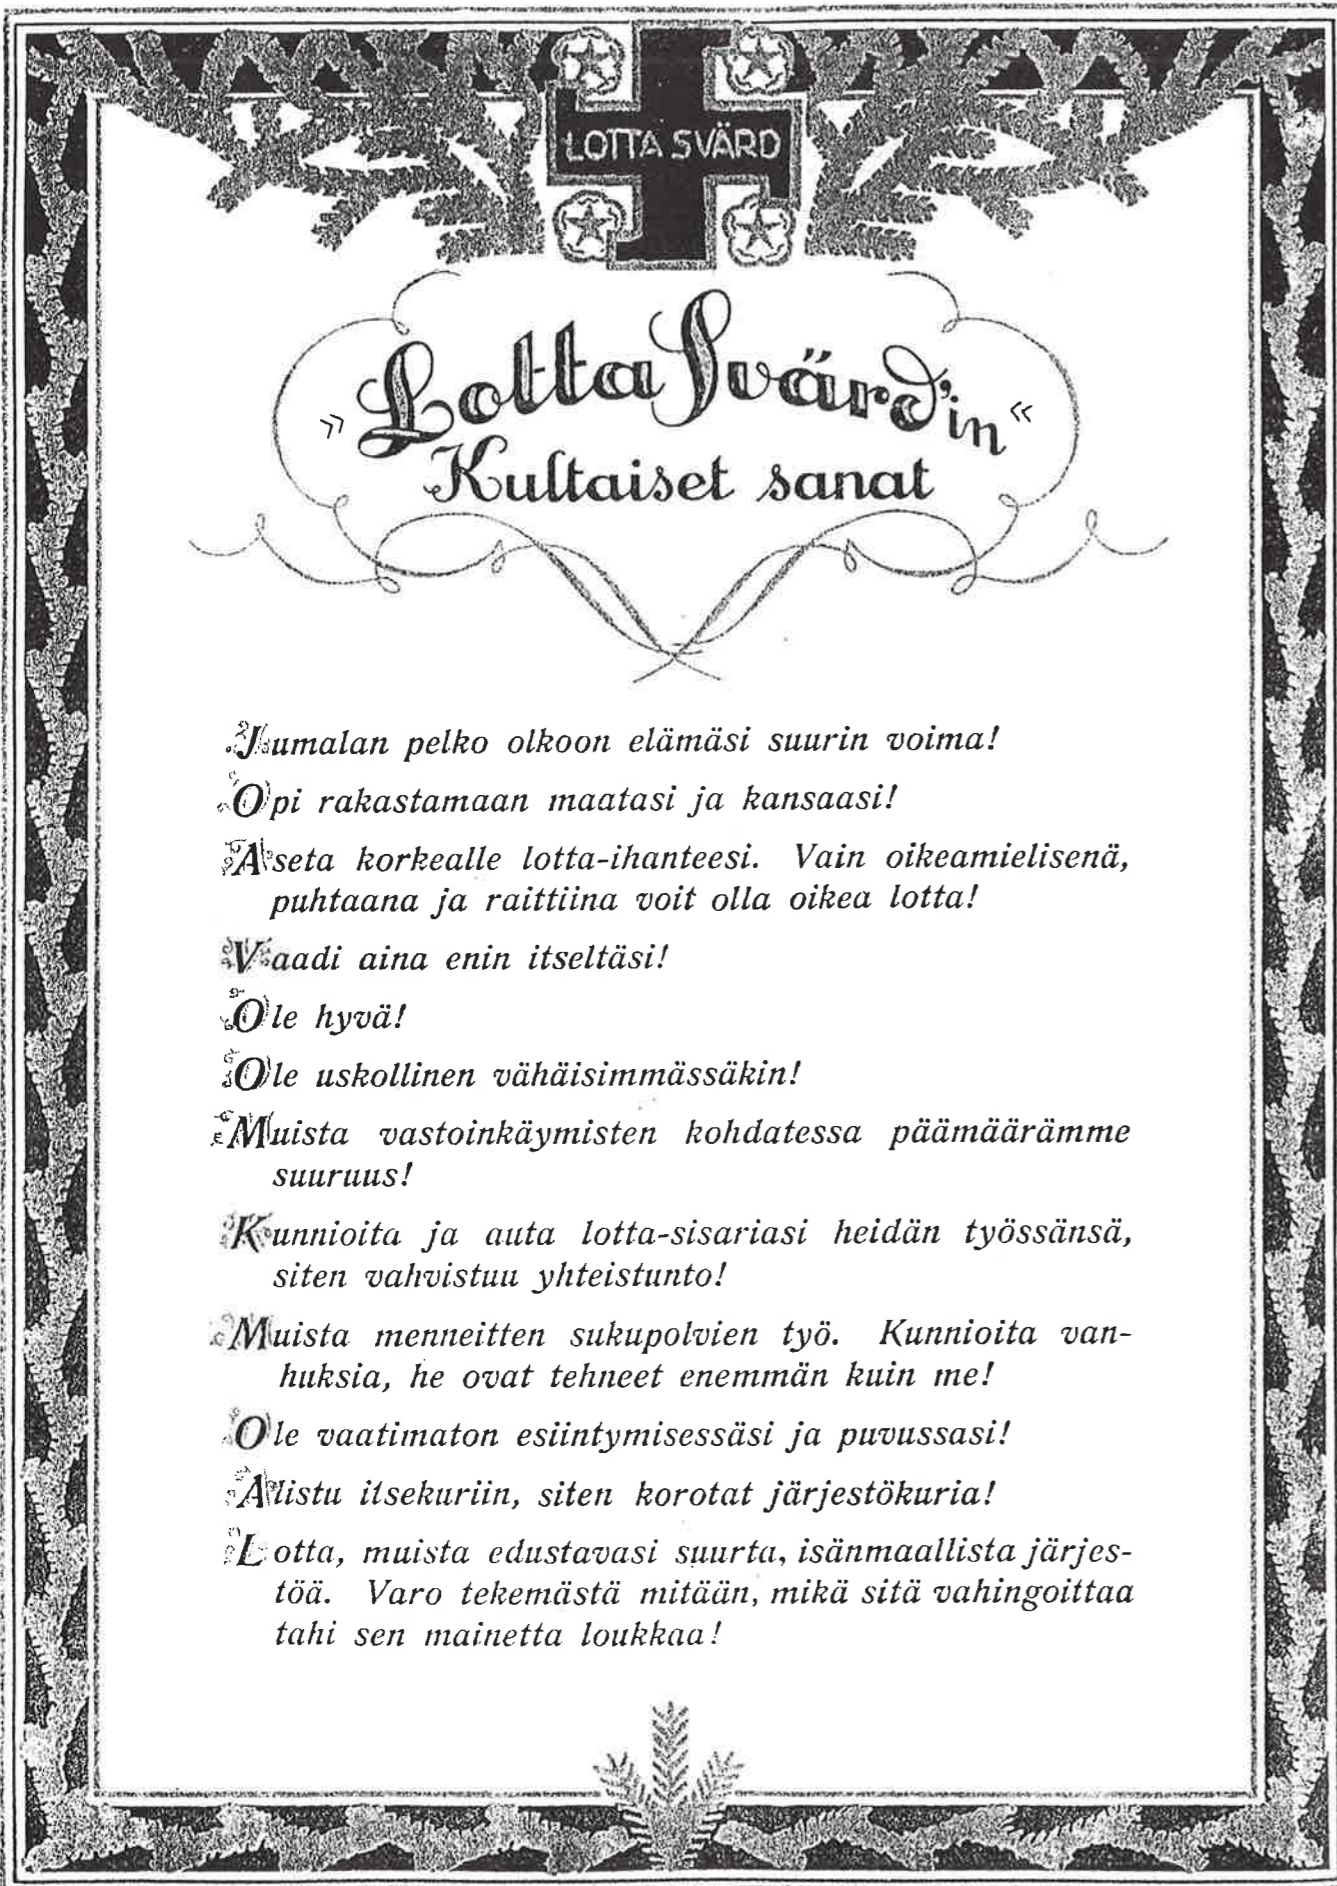 LOTTA SVÄRD
» Lotta Svärd'in «
Kultaiset sanat
Jumalan pelko olkoon elämäsi suurin voima!
Opi rakastamaan maatasi ja kansaasi!
Aseta korkealle lotta-ihanteesi. Vain oikeamielisenä,
puhtaana ja raittiina voit olla oikea lotta!
Vaadi aina enin itseltäsi!
Ole hyvä!
Ole uskollinen vähäisimmässäkin!
Muista vastoinkäymisten kohdatessa päämäärämme
suuruus!
Kunnioita ja auta lotta-sisariasi heidän työssänsä,
siten vahvistuu yhteistunto!
Muista menneitten sukupolvien työ. Kunnioita van-
huksia, he ovat tehneet enemmän kuin me!
Ole vaatimaton esiintymisessäsi ja puvussasi!
Alistu itsekuriin, siten korotat järjestökuria!
Lotta, muista edustavasi suurta, isänmaallista järjes-
töä. Varo tekemästä mitään, mikä sitä vahingoittaa
tahi sen mainetta loukkaa!